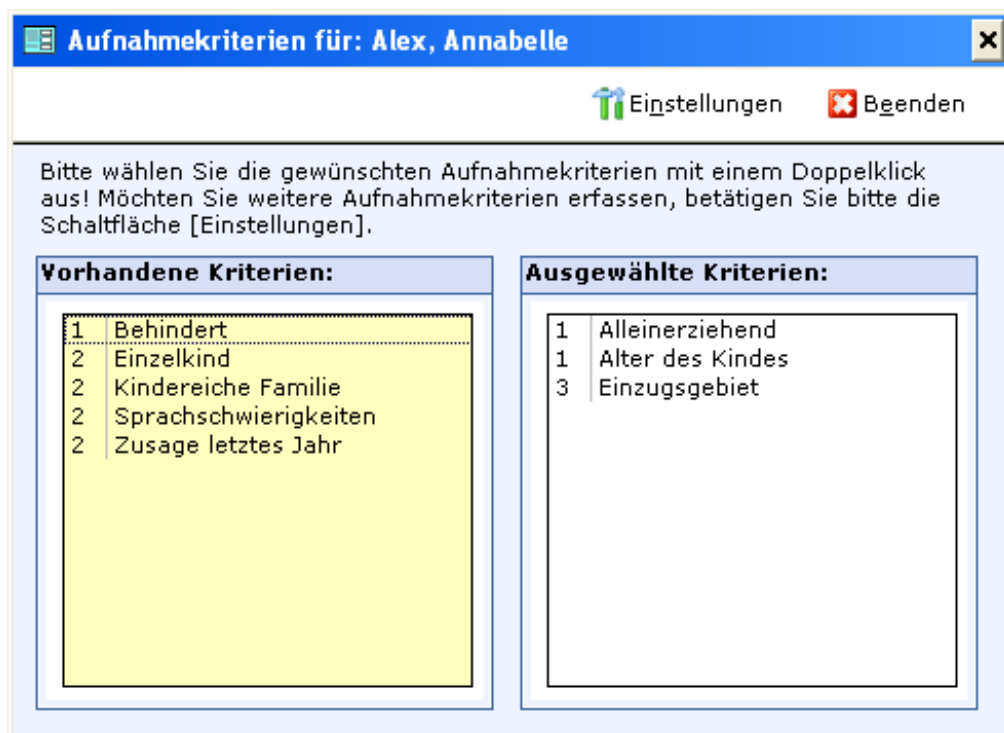 Aufnahmekriterien für: Alex, Annabelle
Einstellungen Beenden
Bitte wählen Sie die gewünschten Aufnahmekriterien mit einem Doppelklick
aus! Möchten Sie weitere Aufnahmekriterien erfassen, betätigen Sie bitte die
Schaltfläche [Einstellungen].
Vorhandene Kriterien:
1 Behindert
2 Einzelkind
2 Kindereiche Familie
2 Sprachschwierigkeiten
2 Zusage letztes Jahr
Ausgewählte Kriterien:
1 Alleinerziehend
1 Alter des Kindes
3 Einzugsgebiet